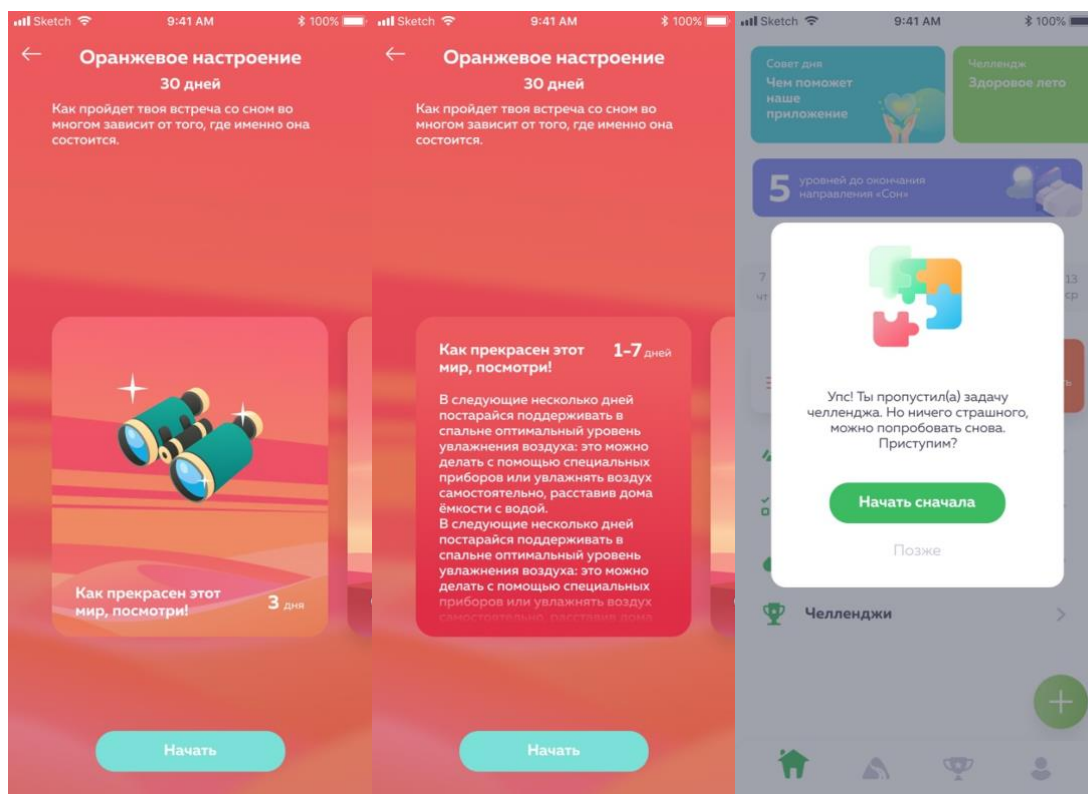 Sketch 9:41 AM 100%
Оранжевое настроение
30 дней
Как пройдет твоя встреча со сном во
многом зависит от того, где именно она
состоится.
Как прекрасен этот
мир, посмотри!
3 дня
Начать
Sketch 9:41 AM 100%
Оранжевое настроение
30 дней
Как пройдет твоя встреча со сном во
многом зависит от того, где именно она
состоится.
Как прекрасен этот
мир, посмотри!
1-7 дней
В следующие несколько дней
постарайся поддерживать в
спальне оптимальный уровень
увлажнения воздуха: это можно
делать с помощью специальных
приборов или увлажнять воздух
самостоятельно, расставив дома
ёмкости с водой.
В следующие несколько дней
постарайся поддерживать в
спальне оптимальный уровень
увлажнения воздуха: это можно
делать с помощью специальных
приборов или увлажнять воздух
самостоятельно, расставив дома
Начать
Sketch 9:41 AM 100%
Совет дня
Чем поможет
наше
приложение
Челлендж
Здоровое лето
5 уровней до окончания
направления «Сон»
7
чт
13
ср
Упс! Ты пропустил(а) задачу
челленджа. Но ничего страшного,
можно попробовать снова.
Приступим?
Начать сначала
Позже
Челленджи